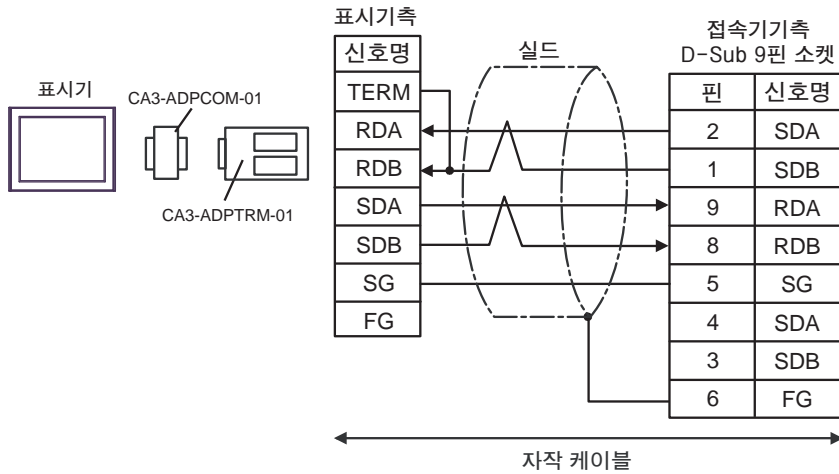 표시기
CA3-ADPCOM-01
CA3-ADPTRM-01
표시기측
신호명
TERM
RDA
RDB
SDA
SDB
SG
FG
실드
접속기기측
D-Sub 9핀 소켓
핀 신호명
2 SDA
1 SDB
9 RDA
8 RDB
5 SG
4 SDA
3 SDB
6 FG
자작 케이블